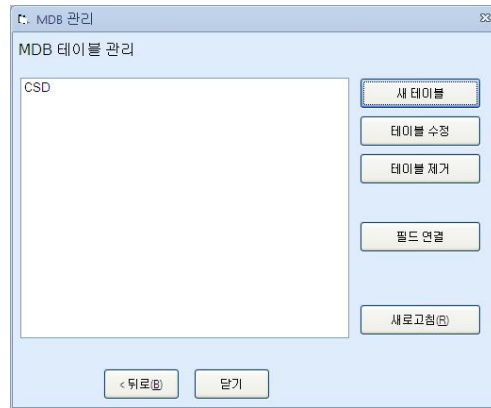 MDB 관리
MDB 테이블 관리
CSD
새 테이블
테이블 수정
테이블 제거
필드 연결
새로고침(R)
< 뒤로(B)
닫기